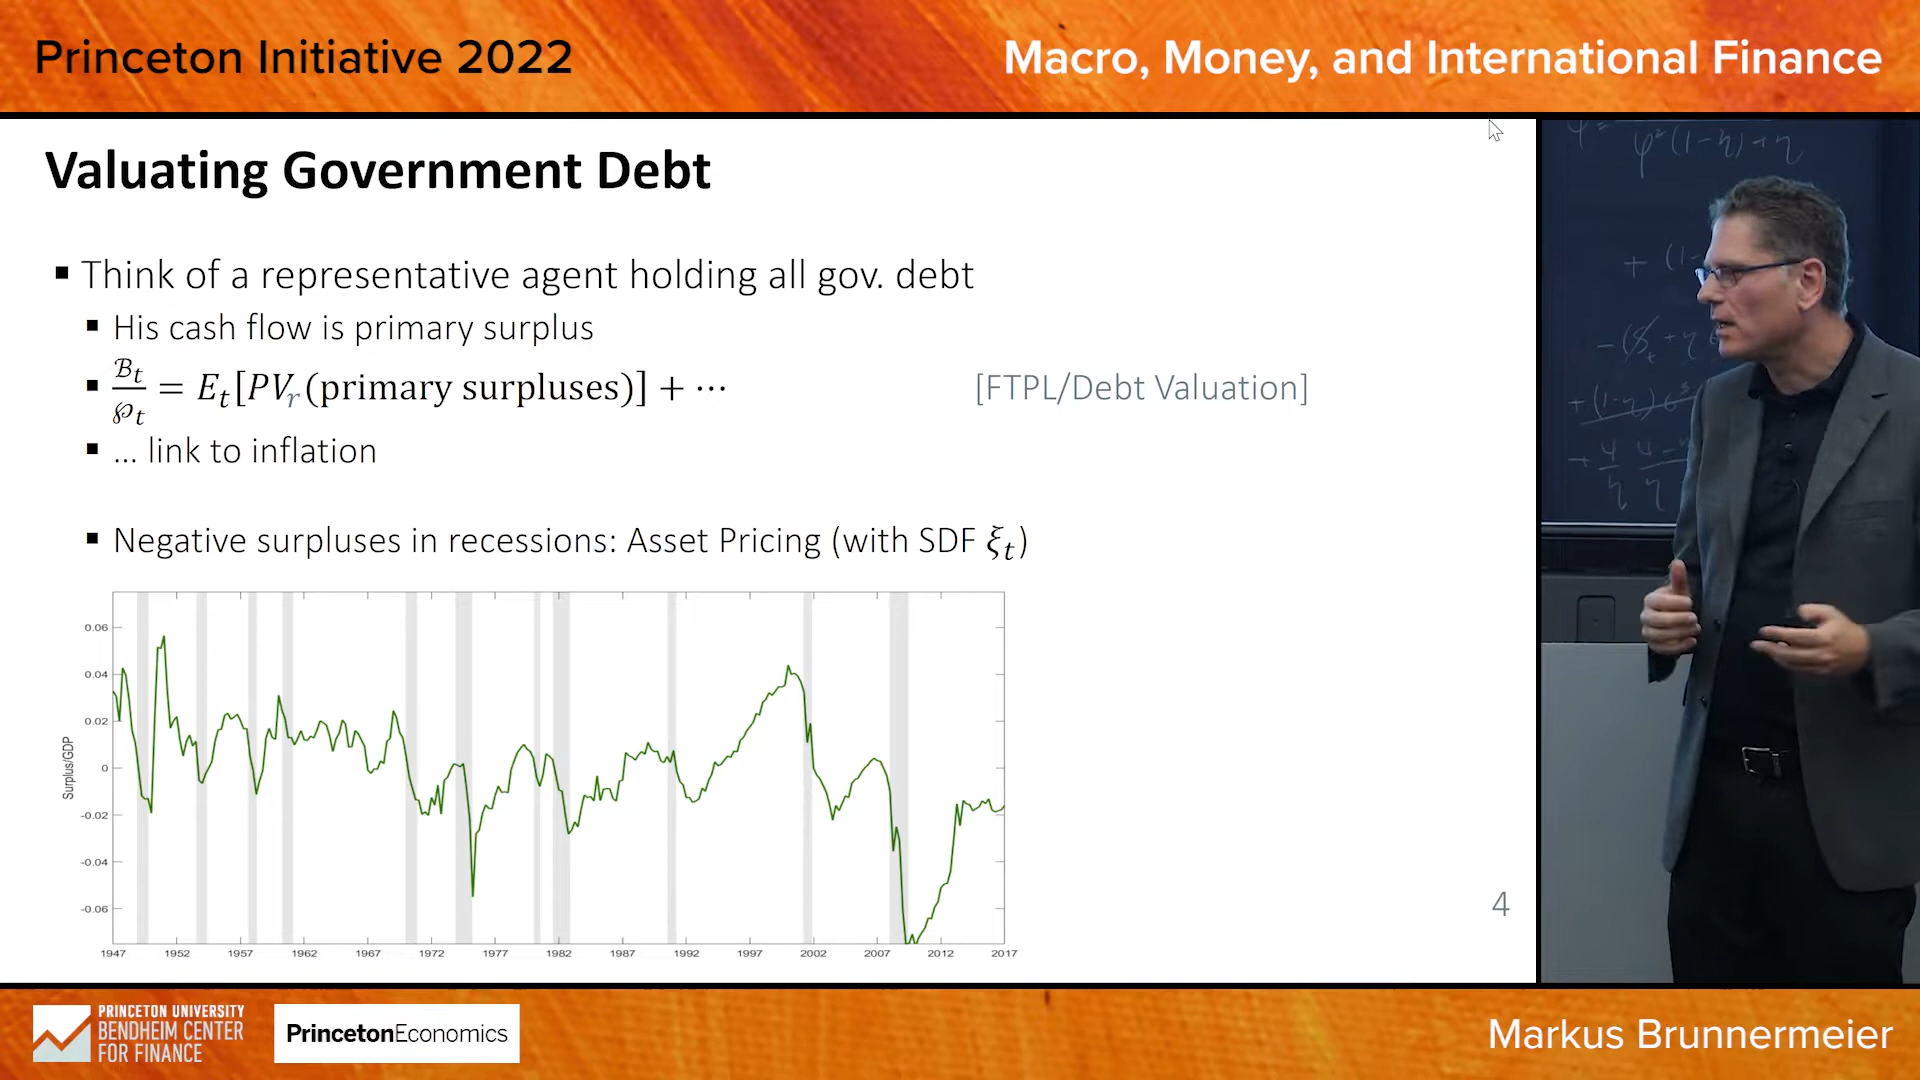 Princeton Initiative 2022
Macro, Money, and International Finance
Valuating Government Debt
▪ Think of a representative agent holding all gov. debt
▪ His cash flow is primary surplus
▪ ℬt/℘t = Et[PVr(primary surpluses)] + ⋯ [FTPL/Debt Valuation]
▪ … link to inflation
▪ Negative surpluses in recessions: Asset Pricing (with SDF ξt)
Surplus/GDP
0.06
0.04
0.02
0
-0.02
-0.04
-0.06
1947 1952 1957 1962 1967 1972 1977 1982 1987 1992 1997 2002 2007 2012 2017
4
PRINCETON UNIVERSITY
BENDHEIM CENTER
FOR FINANCE
PrincetonEconomics
Markus Brunnermeier